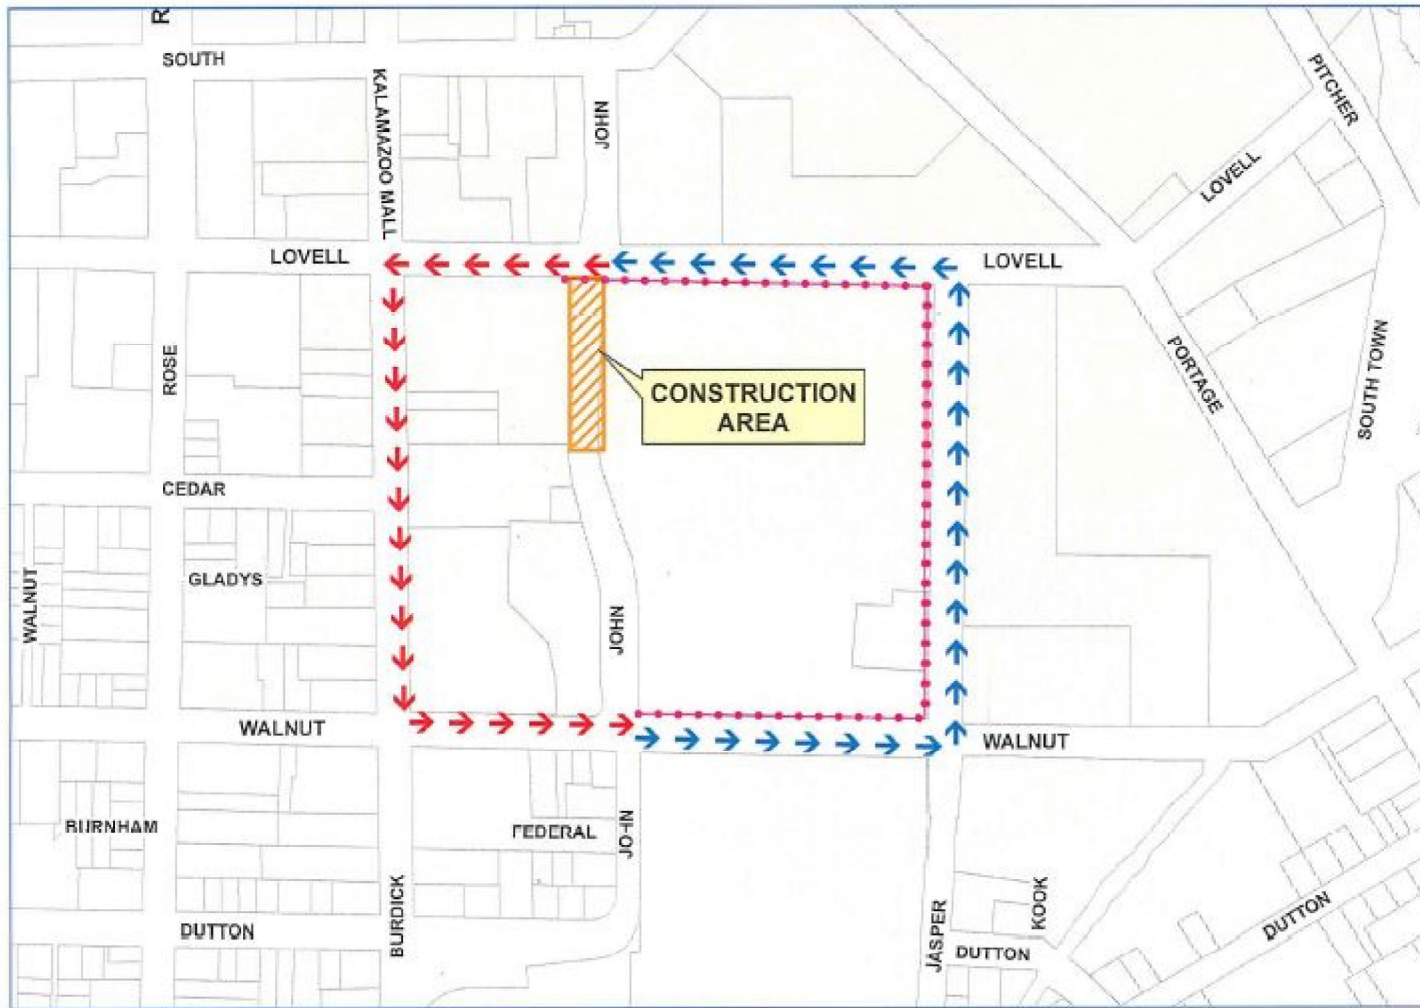 R
SOUTH
KALAMAZOO MALL
JOHN
PITCHER
LOVELL
LOVELL
LOVELL
ROSE
CONSTRUCTION
AREA
PORTAGE
SOUTH TOWN
CEDAR
WALNUT
GLADYS
JOHN
WALNUT
WALNUT
BURNHAM
FEDERAL
JOHN
DUTTON
BURDICK
JASPER
KOOK
DUTTON
DUTTON